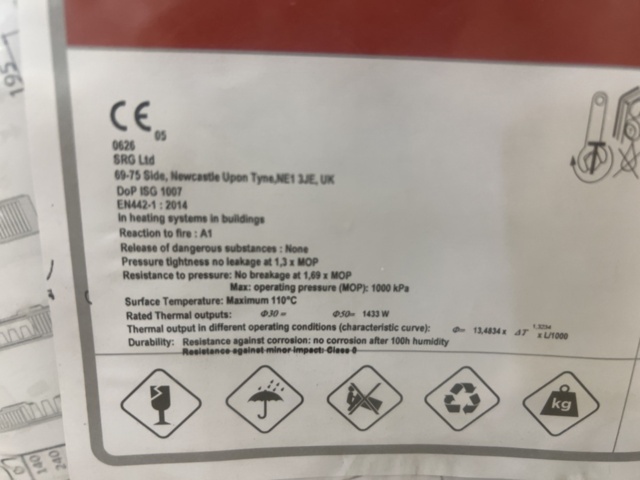 195
CE
05
0626
SRG Ltd
69-75 Side, Newcastle Upon Tyne,NE1 3JE, UK
DoP ISG 1007
EN442-1 : 2014
In heating systems in buildings
Reaction to fire : A1
Release of dangerous substances : None
Pressure tightness no leakage at 1,3 x MOP
Resistance to pressure: No breakage at 1,69 x MOP
Max: operating pressure (MOP): 1000 kPa
Surface Temperature: Maximum 110°C
Rated Thermal outputs: Φ30 = Φ50= 1433 W
Thermal output in different operating conditions (characteristic curve): Φ= 13,4834 x ΔT x L/1000
Durability: Resistance against corrosion: no corrosion after 100h humidity
Resistance against minor impact: Class 0
kg
240
140